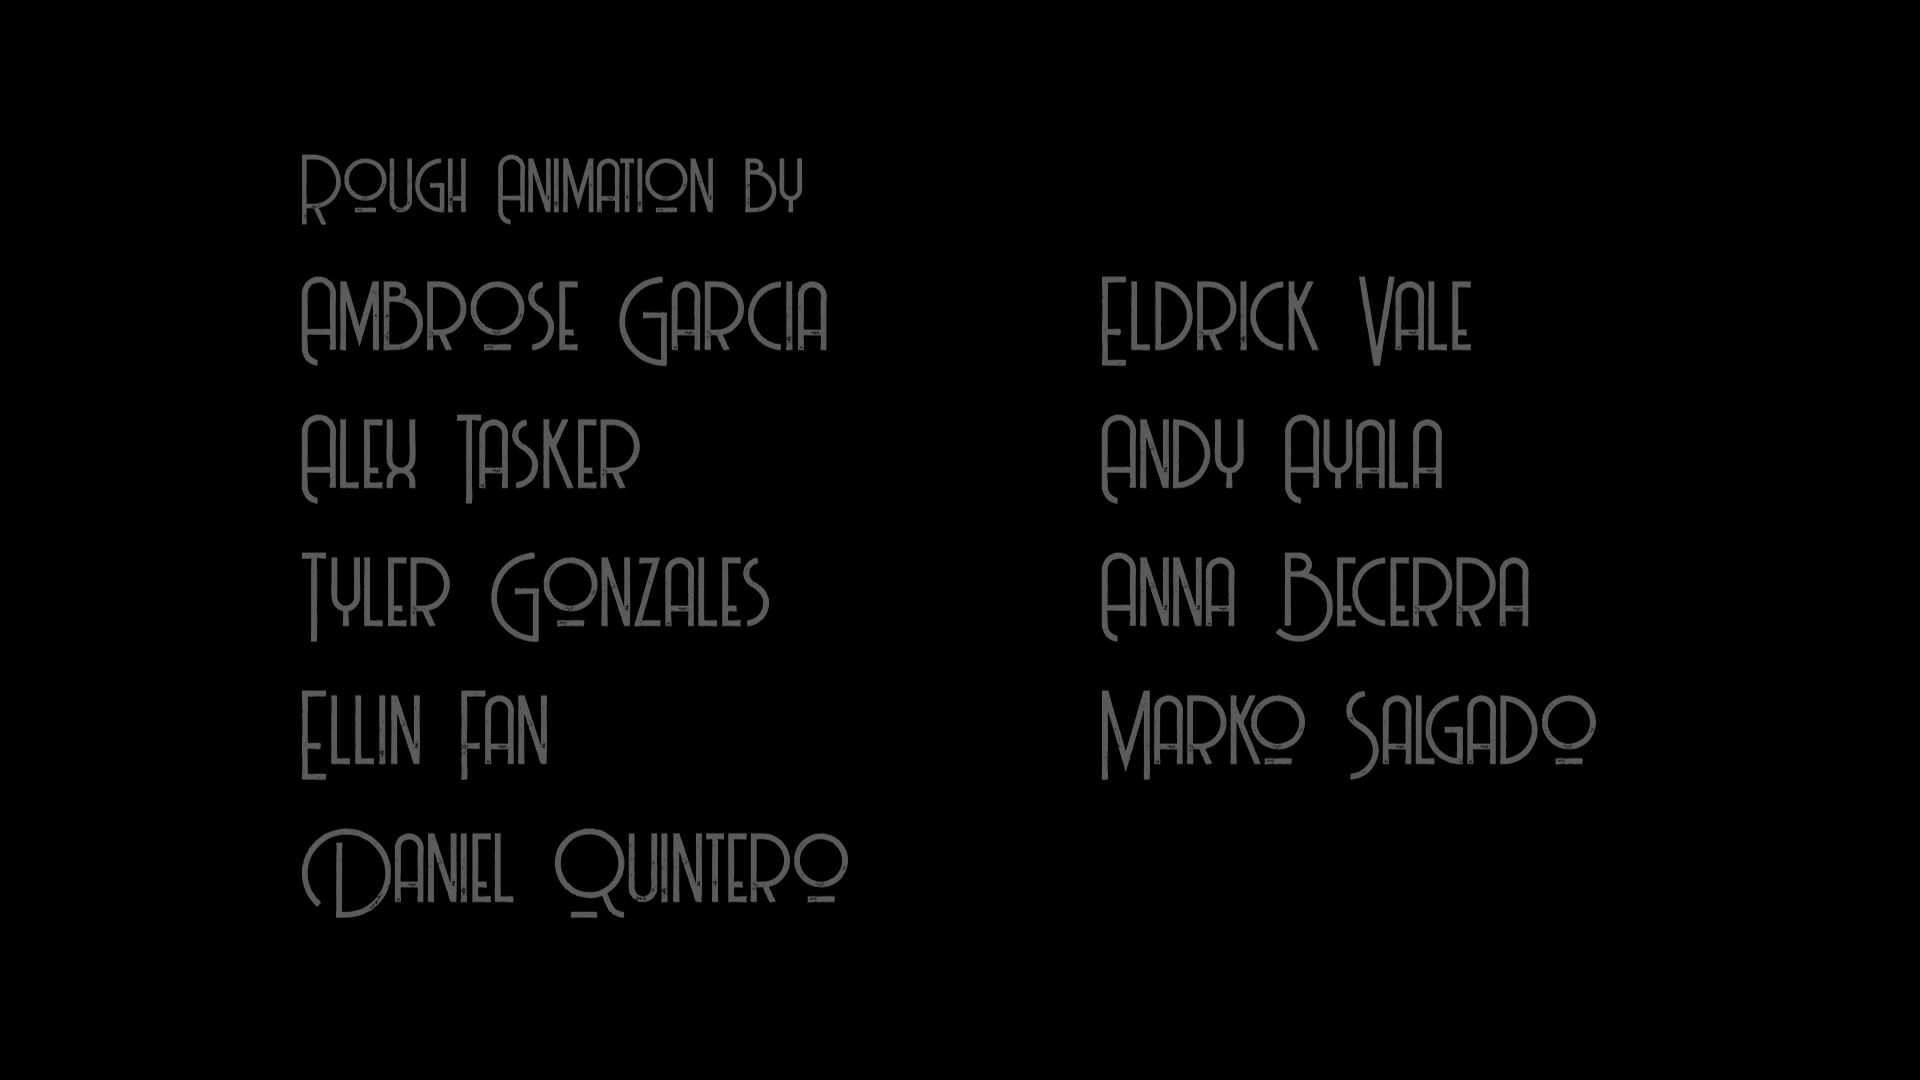 Rough Animation by
Ambrose Garcia
Alex Tasker
Tyler Gonzales
Ellin Fan
Daniel Quintero
Eldrick Vale
Andy Ayala
Anna Becerra
Marko Salgado